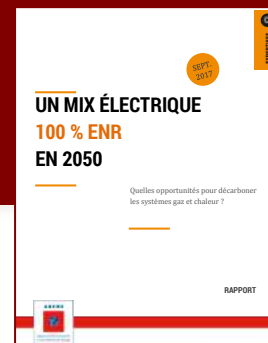 SEPT.
2017
UN MIX ÉLECTRIQUE
100 % ENR
EN 2050
Quelles opportunités pour décarboner
les systèmes gaz et chaleur ?
RAPPORT
ADEME